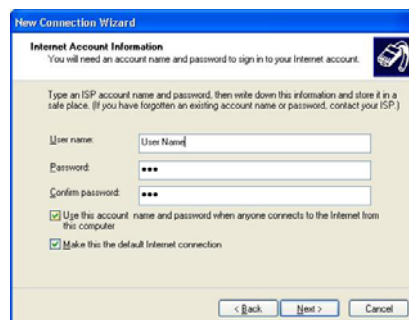 New Connection Wizard
Internet Account Information
You will need an account name and password to sign in to your Internet account.
Type an ISP account name and password, then write down this information and store it in a
safe place. (If you have forgotten an existing account name or password, contact your ISP.)
User name:
User Name
Password:
•••
Confirm password:
•••
Use this account name and password when anyone connects to the Internet from
this computer
Make this the default Internet connection
< Back
Next >
Cancel